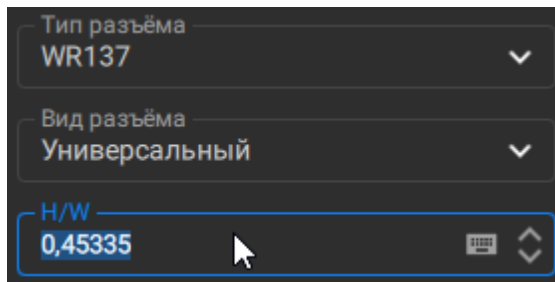 Тип разъёма
WR137
Вид разъёма
Универсальный
H/W
0,45335